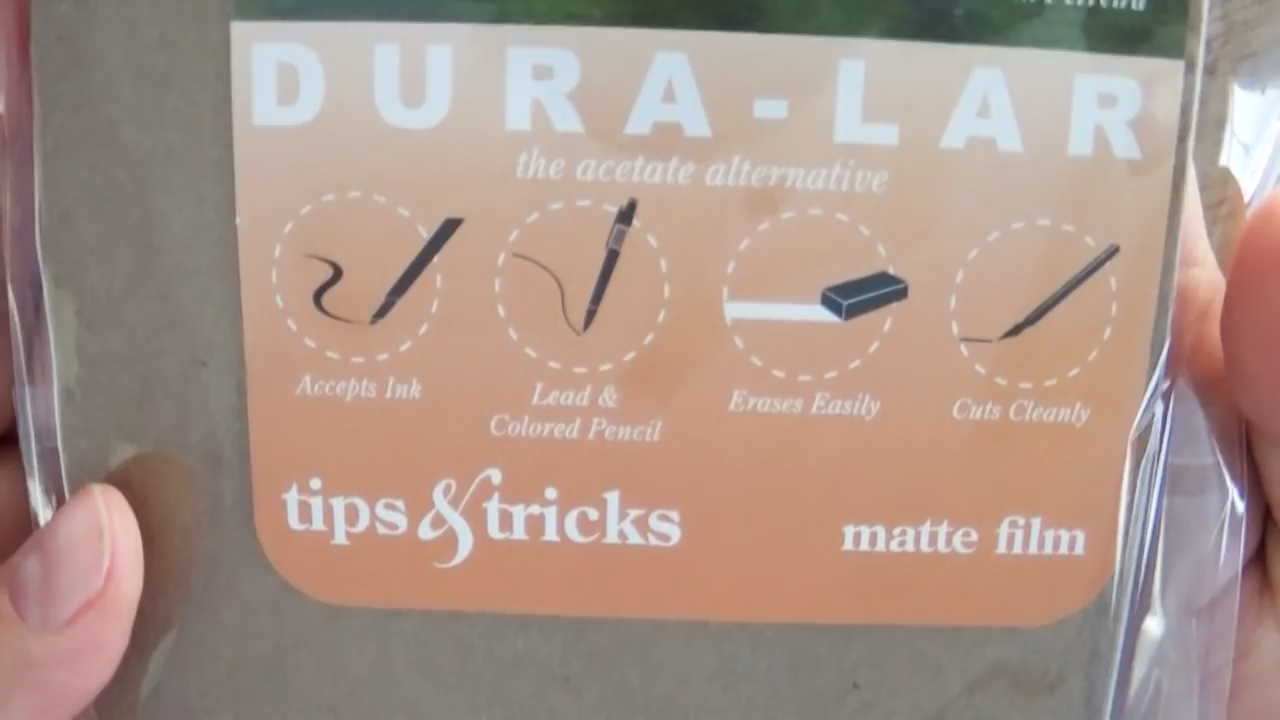 DURA-LAR
the acetate alternative
Accepts Ink
Lead &
Colored Pencil
Erases Easily
Cuts Cleanly
tips & tricks
matte film